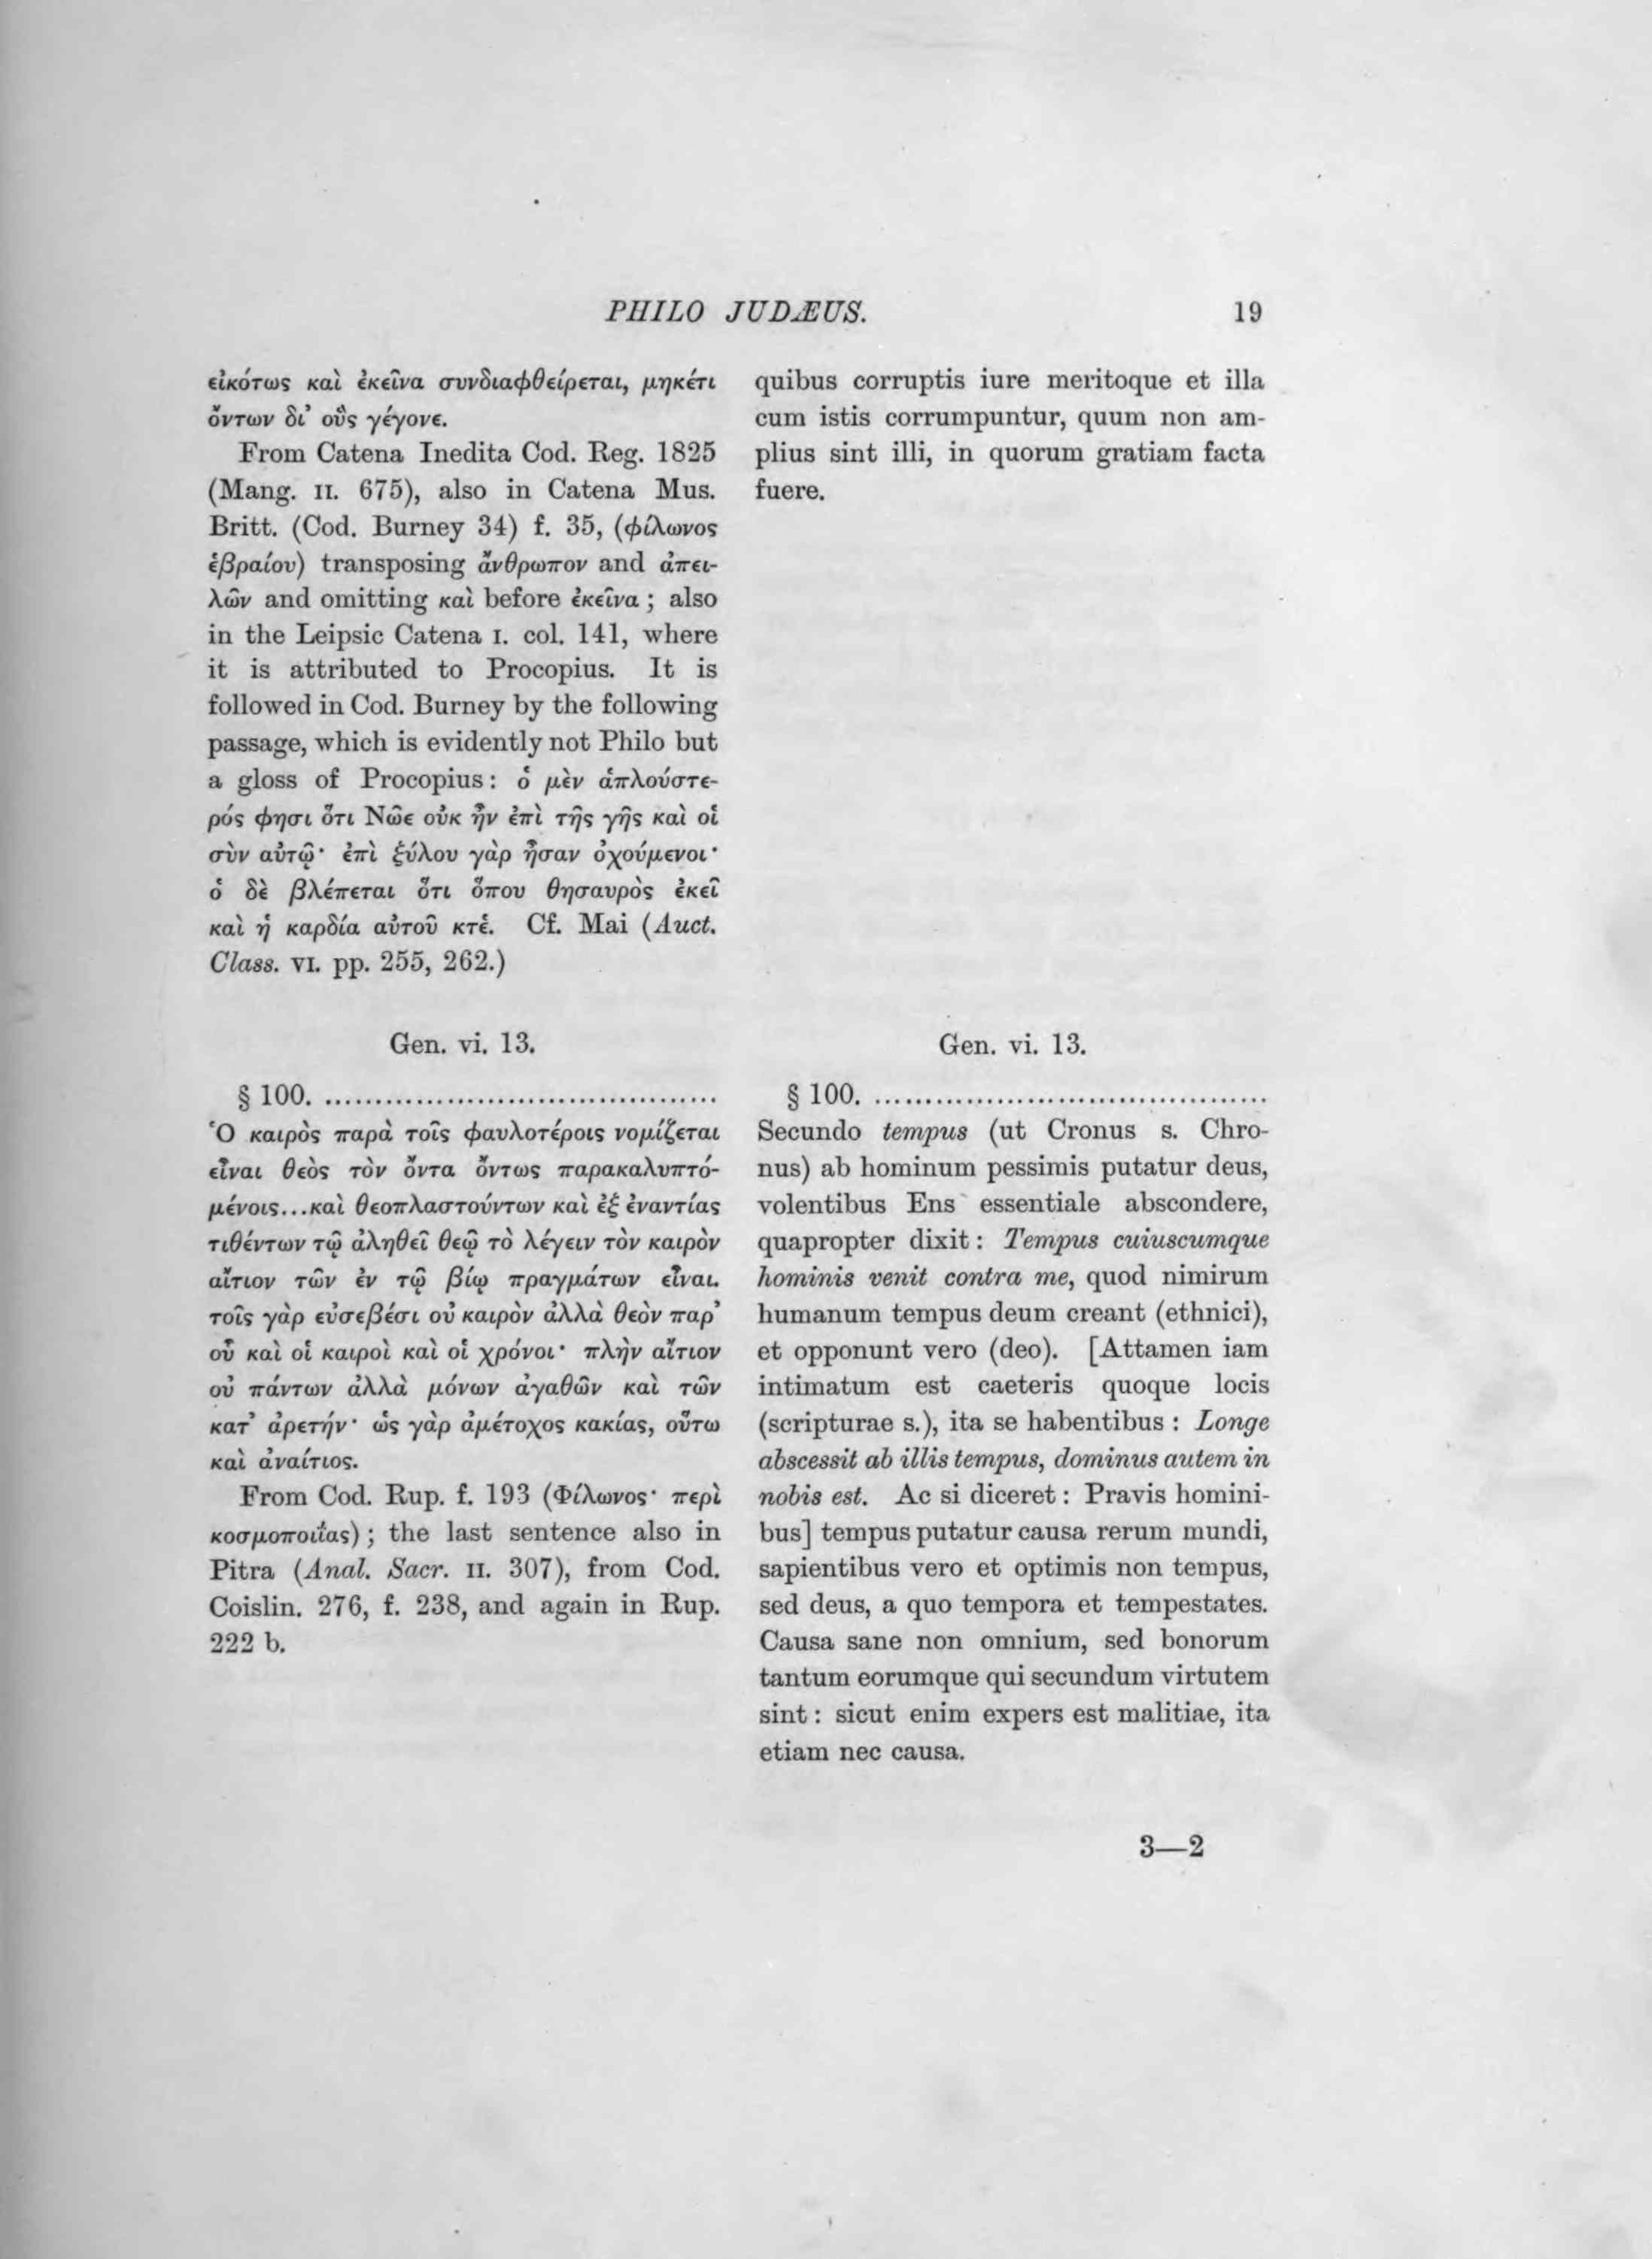 PHILO JUDÆUS. 19
εἰκότως καὶ ἐκεῖνα συνδιαφθείρεται, μηκέτι
ὄντων δι’ οὓς γέγονε.
From Catena Inedita Cod. Reg. 1825
(Mang. II. 675), also in Catena Mus.
Britt. (Cod. Burney 34) f. 35, (φίλωνος
ἑβραίου) transposing ἄνθρωπον and ἀπει-
λῶν and omitting καὶ before ἐκεῖνα; also
in the Leipsic Catena I. col. 141, where
it is attributed to Procopius. It is
followed in Cod. Burney by the following
passage, which is evidently not Philo but
a gloss of Procopius: ὁ μὲν ἁπλούστε-
ρός φησι ὅτι Νῶε οὐκ ἦν ἐπὶ τῆς γῆς καὶ οἱ
σὺν αὐτῷ· ἐπὶ ξύλου γὰρ ἦσαν ὀχούμενοι·
ὁ δὲ βλέπεται ὅτι ὅπου θησαυρὸς ἐκεῖ
καὶ ἡ καρδία αὐτοῦ κτέ. Cf. Mai (Auct.
Class. VI. pp. 255, 262.)
Gen. vi. 13.
§ 100. ......................................
Ὁ καιρὸς παρὰ τοῖς φαυλοτέροις νομίζεται
εἶναι θεὸς τὸν ὄντα ὄντως παρακαλυπτό-
μένοις...καὶ θεοπλαστούντων καὶ ἐξ ἐναντίας
τιθέντων τῷ ἀληθεῖ θεῷ τὸ λέγειν τὸν καιρὸν
αἴτιον τῶν ἐν τῷ βίῳ πραγμάτων εἶναι.
τοῖς γὰρ εὐσεβέσι οὐ καιρὸν ἀλλὰ θεὸν παρ’
οὗ καὶ οἱ καιροὶ καὶ οἱ χρόνοι· πλὴν αἴτιον
οὐ πάντων ἀλλὰ μόνων ἀγαθῶν καὶ τῶν
κατ’ ἀρετήν· ὡς γὰρ ἀμέτοχος κακίας, οὕτω
καὶ ἀναίτιος.
From Cod. Rup. f. 193 (Φίλωνος· περὶ
κοσμοποιΐας); the last sentence also in
Pitra (Anal. Sacr. II. 307), from Cod.
Coislin. 276, f. 238, and again in Rup.
222 b.
quibus corruptis iure meritoque et illa
cum istis corrumpuntur, quum non am-
plius sint illi, in quorum gratiam facta
fuere.
Gen. vi. 13.
§ 100. ......................................
Secundo tempus (ut Cronus s. Chro-
nus) ab hominum pessimis putatur deus,
volentibus Ens essentiale abscondere,
quapropter dixit: Tempus cuiuscumque
hominis venit contra me, quod nimirum
humanum tempus deum creant (ethnici),
et opponunt vero (deo). [Attamen iam
intimatum est caeteris quoque locis
(scripturae s.), ita se habentibus: Longe
abscessit ab illis tempus, dominus autem in
nobis est. Ac si diceret: Pravis homini-
bus] tempus putatur causa rerum mundi,
sapientibus vero et optimis non tempus,
sed deus, a quo tempora et tempestates.
Causa sane non omnium, sed bonorum
tantum eorumque qui secundum virtutem
sint: sicut enim expers est malitiae, ita
etiam nec causa.
3—2